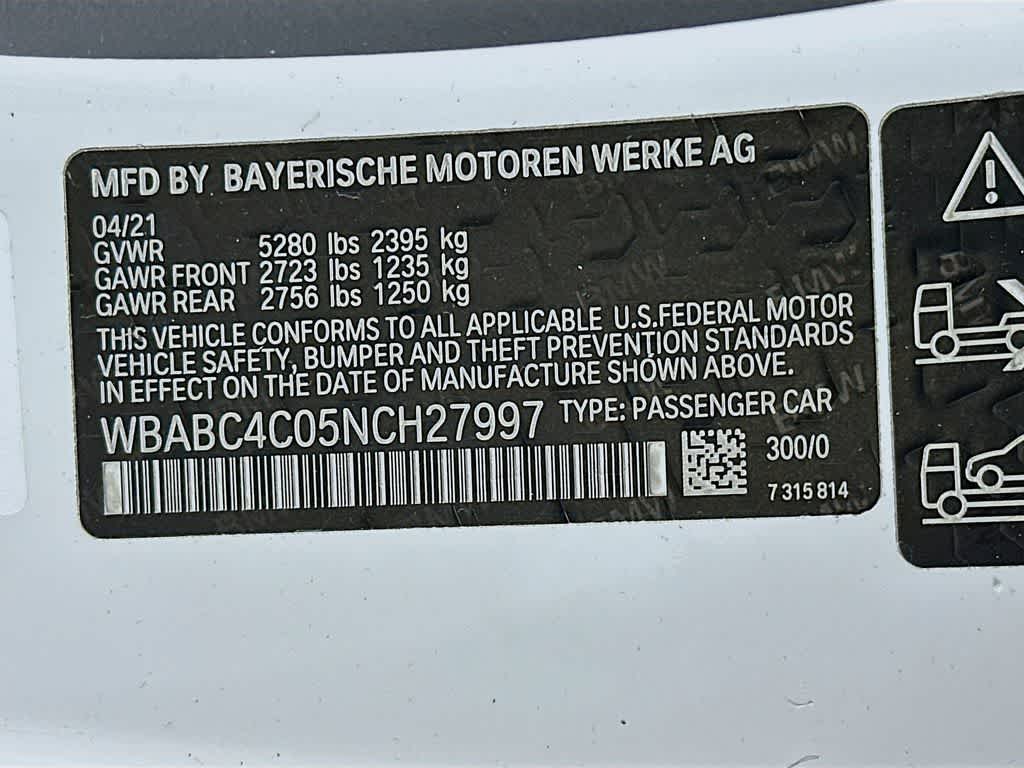 MFD BY BAYERISCHE MOTOREN WERKE AG
04/21
GVWR 5280 lbs 2395 kg
GAWR FRONT 2723 lbs 1235 kg
GAWR REAR 2756 lbs 1250 kg
THIS VEHICLE CONFORMS TO ALL APPLICABLE U.S.FEDERAL MOTOR
VEHICLE SAFETY, BUMPER AND THEFT PREVENTION STANDARDS
IN EFFECT ON THE DATE OF MANUFACTURE SHOWN ABOVE.
WBABC4C05NCH27997 TYPE: PASSENGER CAR
300/0
7 315 814